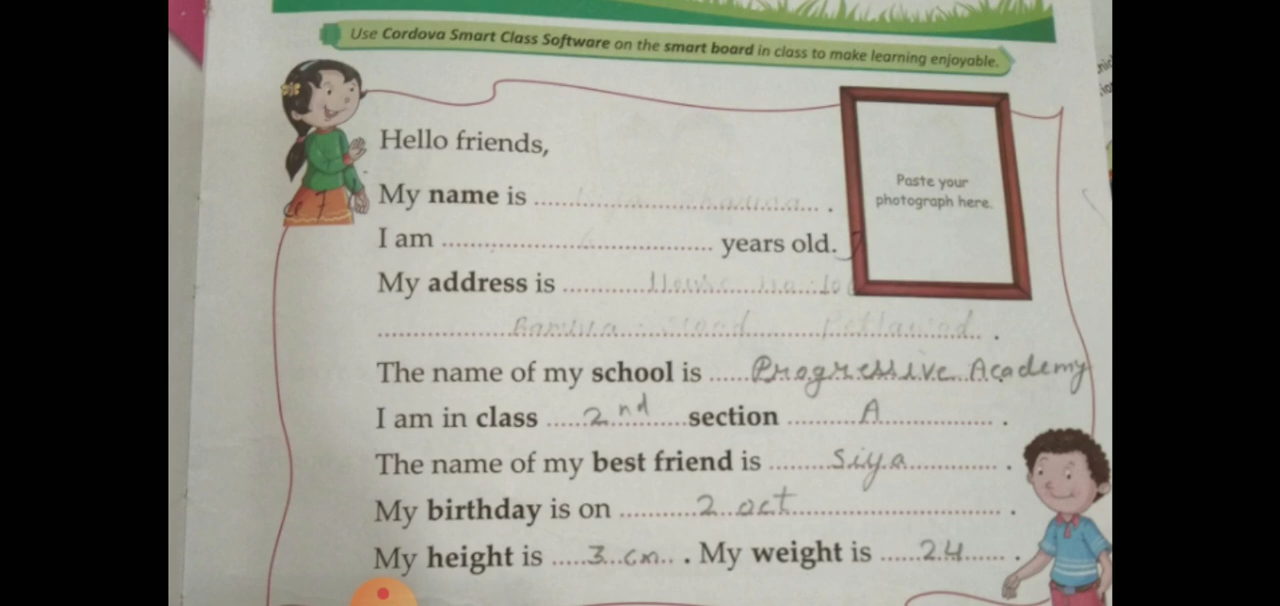 Use Cordova Smart Class Software on the smart board in class to make learning enjoyable.
Hello friends,
Paste your
photograph here.
My name is .
I am years old.
My address is House no.
.
The name of my school is Progressive Academy
I am in class 2nd section A .
The name of my best friend is Siya .
My birthday is on 2 oct .
My height is 3 cm . My weight is 24 .